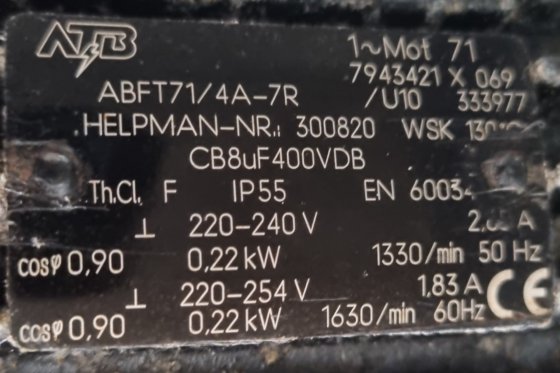 ATB 1~Mot 71
7943421 X 069
ABFT71/4A-7R /U10 333977
.HELPMAN-NR.: 300820 WSK
CB8uF400VDB
Th.Cl. F IP55 EN
⊥ 220-240 V A
cosφ 0,90 0,22 kW 1330/min 50 Hz
⊥ 220-254 V 1,83 A CE
cosφ 0,90 0,22 kW 1630/min 60Hz